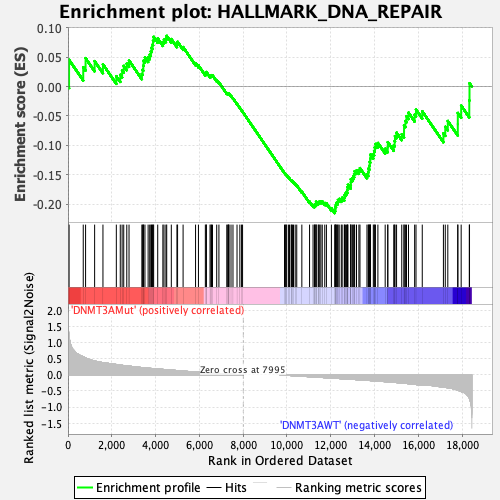 Enrichment plot: HALLMARK_DNA_REPAIR
Enrichment score (ES)
0.10
0.05
0.00
-0.05
-0.10
-0.15
-0.20
'DNMT3AMut' (positively correlated)
Ranked list metric (Signal2Noise)
2.0
1.5
1.0
0.5
0.0
-0.5
-1.0
-1.5
Zero cross at 7995
'DNMT3AWT' (negatively correlated)
0 2,000 4,000 6,000 8,000 10,000 12,000 14,000 16,000 18,000
Rank in Ordered Dataset
Enrichment profile Hits Ranking metric scores